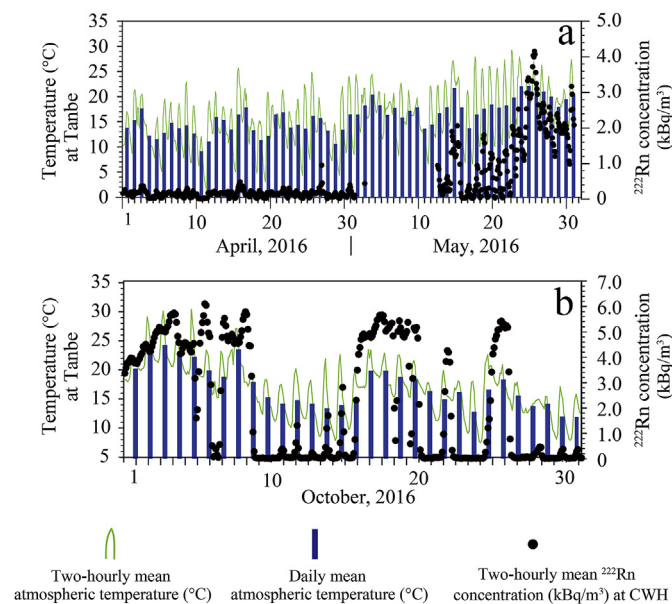 a
35
30
25
20
15
10
5
0
Temperature (°C)
at Tanbe
5.0
4.0
3.0
2.0
1.0
0
²²²Rn concentration
(kBq/m³)
1 10 20 30 1 10 20 30
April, 2016 | May, 2016
b
35
30
25
20
15
10
5
Temperature (°C)
at Tanbe
7.0
6.0
5.0
4.0
3.0
2.0
1.0
0
²²²Rn concentration
(kBq/m³)
1 10 20 30
October, 2016
Two-hourly mean
atmospheric temperature (°C)
Daily mean
atmospheric temperature (°C)
Two-hourly mean ²²²Rn
concentration (kBq/m³) at CWH